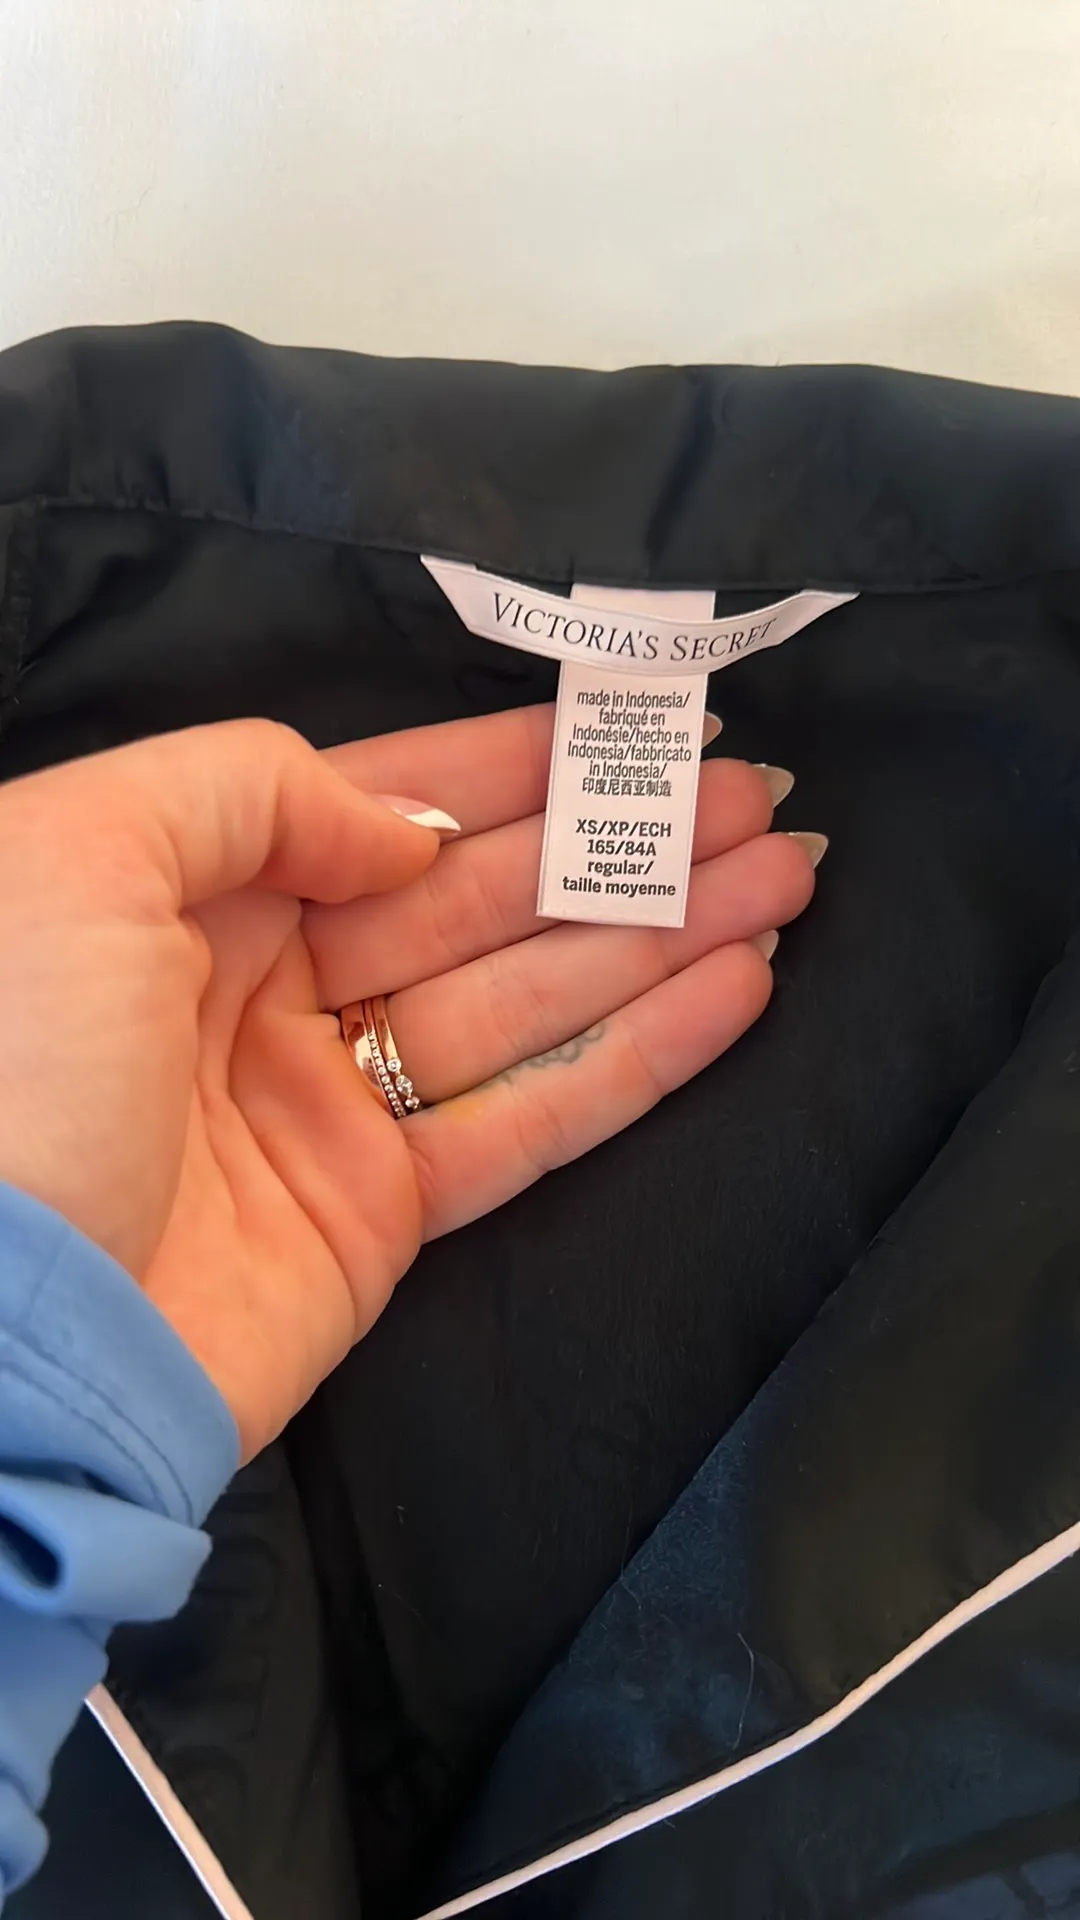 VICTORIA'S SECRET
made in Indonesia/
fabriqué en
Indonésie/hecho en
Indonesia/fabbricato
in Indonesia/
印度尼西亚制造
XS/XP/ECH
165/84A
regular/
taille moyenne